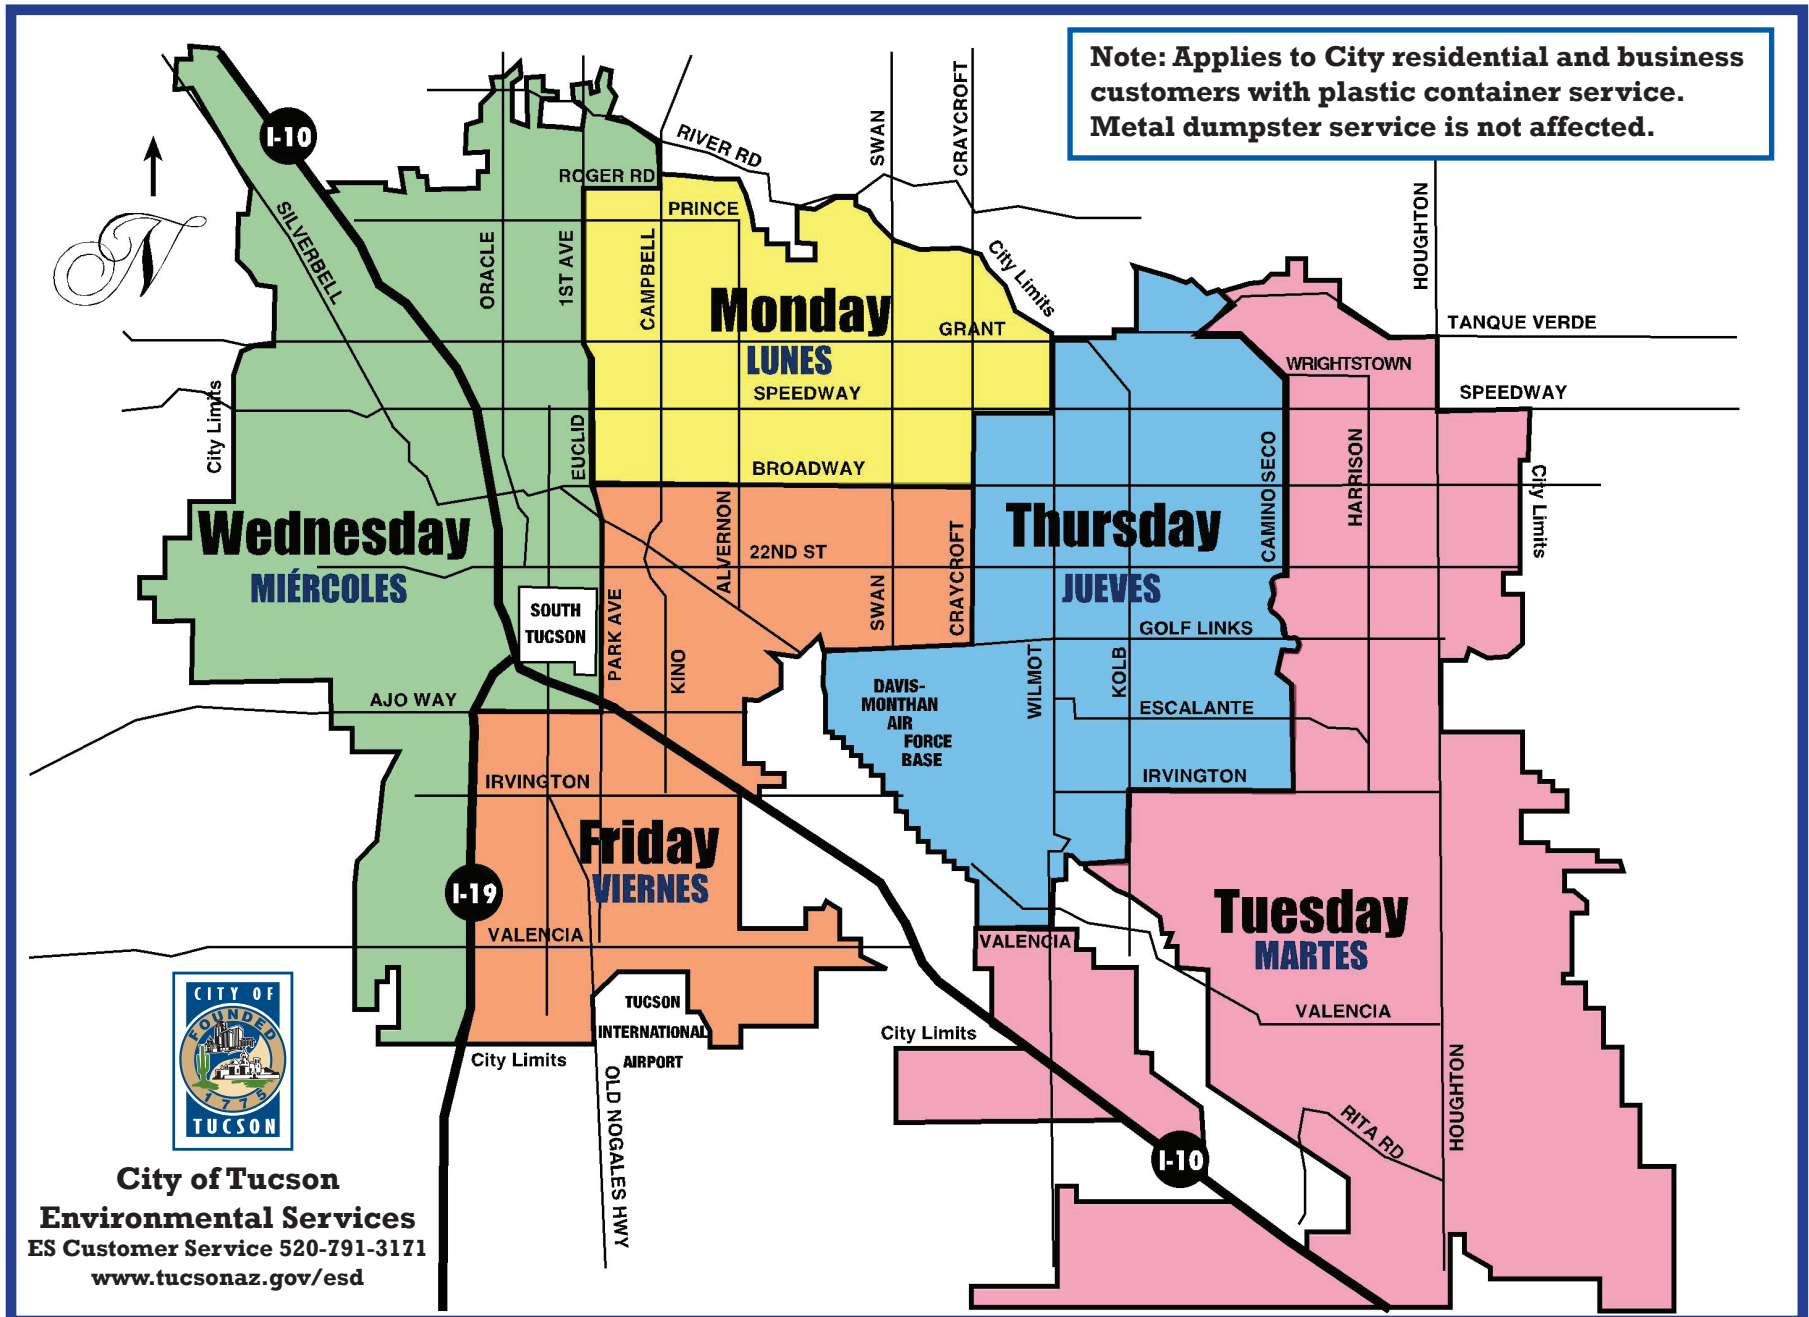 Note: Applies to City residential and business
customers with plastic container service.
Metal dumpster service is not affected.
I-10
RIVER RD
SWAN
CRAYCROFT
ROGER RD
PRINCE
SILVERBELL
ORACLE
1ST AVE
CAMPBELL
City Limits
HOUGHTON
Monday
LUNES
GRANT
TANQUE VERDE
WRIGHTSTOWN
SPEEDWAY
SPEEDWAY
City Limits
EUCLID
BROADWAY
CAMINO SECO
HARRISON
City Limits
Wednesday
MIÉRCOLES
ALVERNON
22ND ST
SWAN
CRAYCROFT
Thursday
JUEVES
SOUTH
TUCSON
PARK AVE
KINO
GOLF LINKS
WILMOT
KOLB
AJO WAY
DAVIS-
MONTHAN
AIR
FORCE
BASE
ESCALANTE
IRVINGTON
IRVINGTON
Friday
VIERNES
I-19
Tuesday
MARTES
VALENCIA
VALENCIA
VALENCIA
TUCSON
INTERNATIONAL
AIRPORT
City Limits
City Limits
OLD NOGALES HWY
HOUGHTON
RITA RD
I-10
N
CITY OF
FOUNDED
1775
TUCSON
City of Tucson
Environmental Services
ES Customer Service 520-791-3171
www.tucsonaz.gov/esd